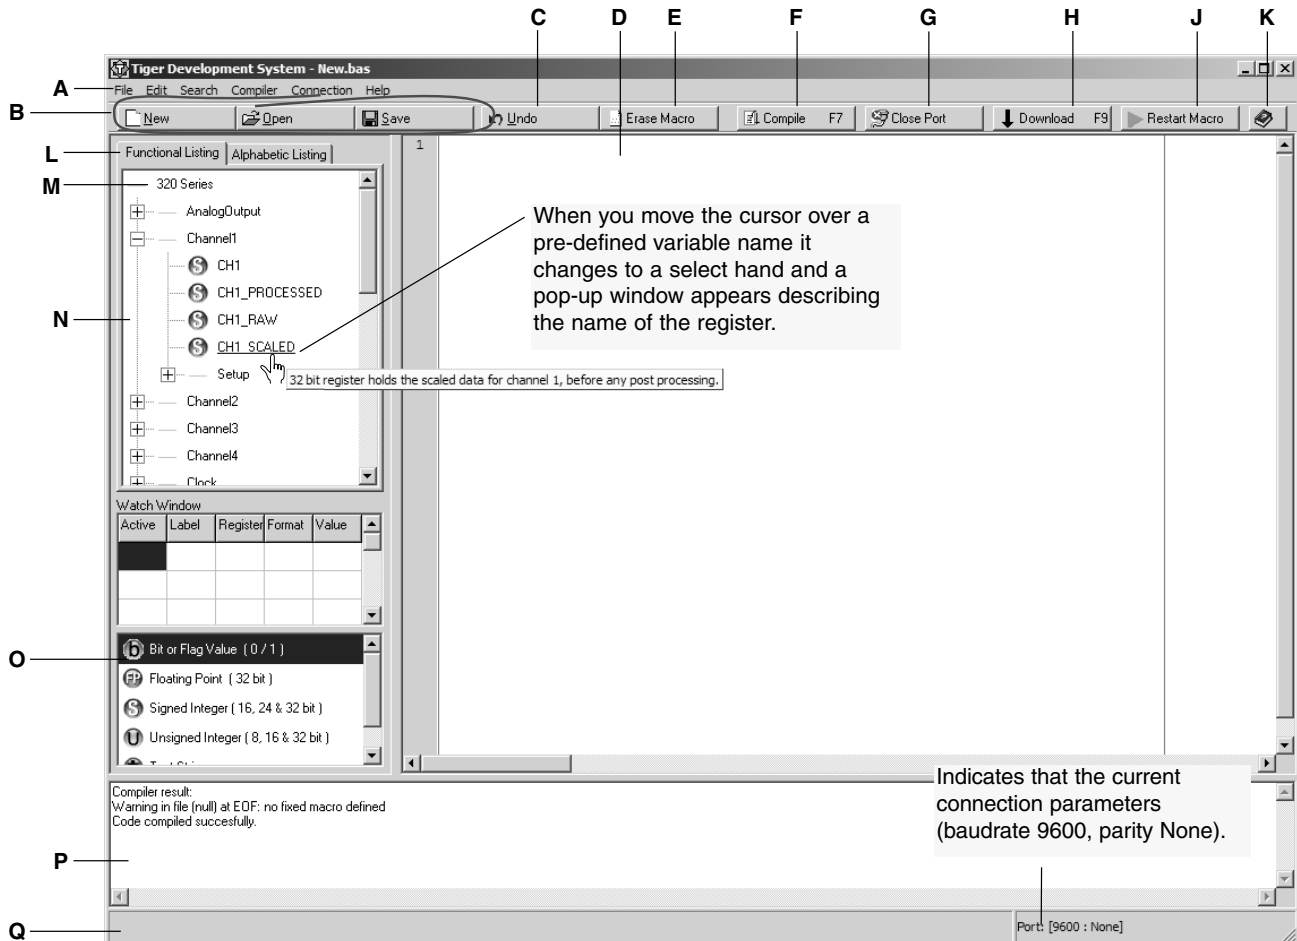 C D E F G H J K
Tiger Development System - New.bas
A
File Edit Search Compiler Connection Help
B
New Open Save Undo Erase Macro Compile F7 Close Port Download F9 Restart Macro
L
Functional Listing Alphabetic Listing
1
M
320 Series
AnalogOutput
Channel1
CH1
CH1_PROCESSED
N
CH1_RAW
CH1_SCALED
Setup
When you move the cursor over a
pre-defined variable name it
changes to a select hand and a
pop-up window appears describing
the name of the register.
32 bit register holds the scaled data for channel 1, before any post processing.
Channel2
Channel3
Channel4
Clock
Watch Window
Active Label Register Format Value
O
Bit or Flag Value ( 0 / 1 )
Floating Point ( 32 bit )
Signed Integer ( 16, 24 & 32 bit )
Unsigned Integer ( 8, 16 & 32 bit )
Compiler result:
Warning in file (null) at EOF: no fixed macro defined
Code compiled succesfully.
Indicates that the current
connection parameters
(baudrate 9600, parity None).
P
Q
Port: [9600 : None]